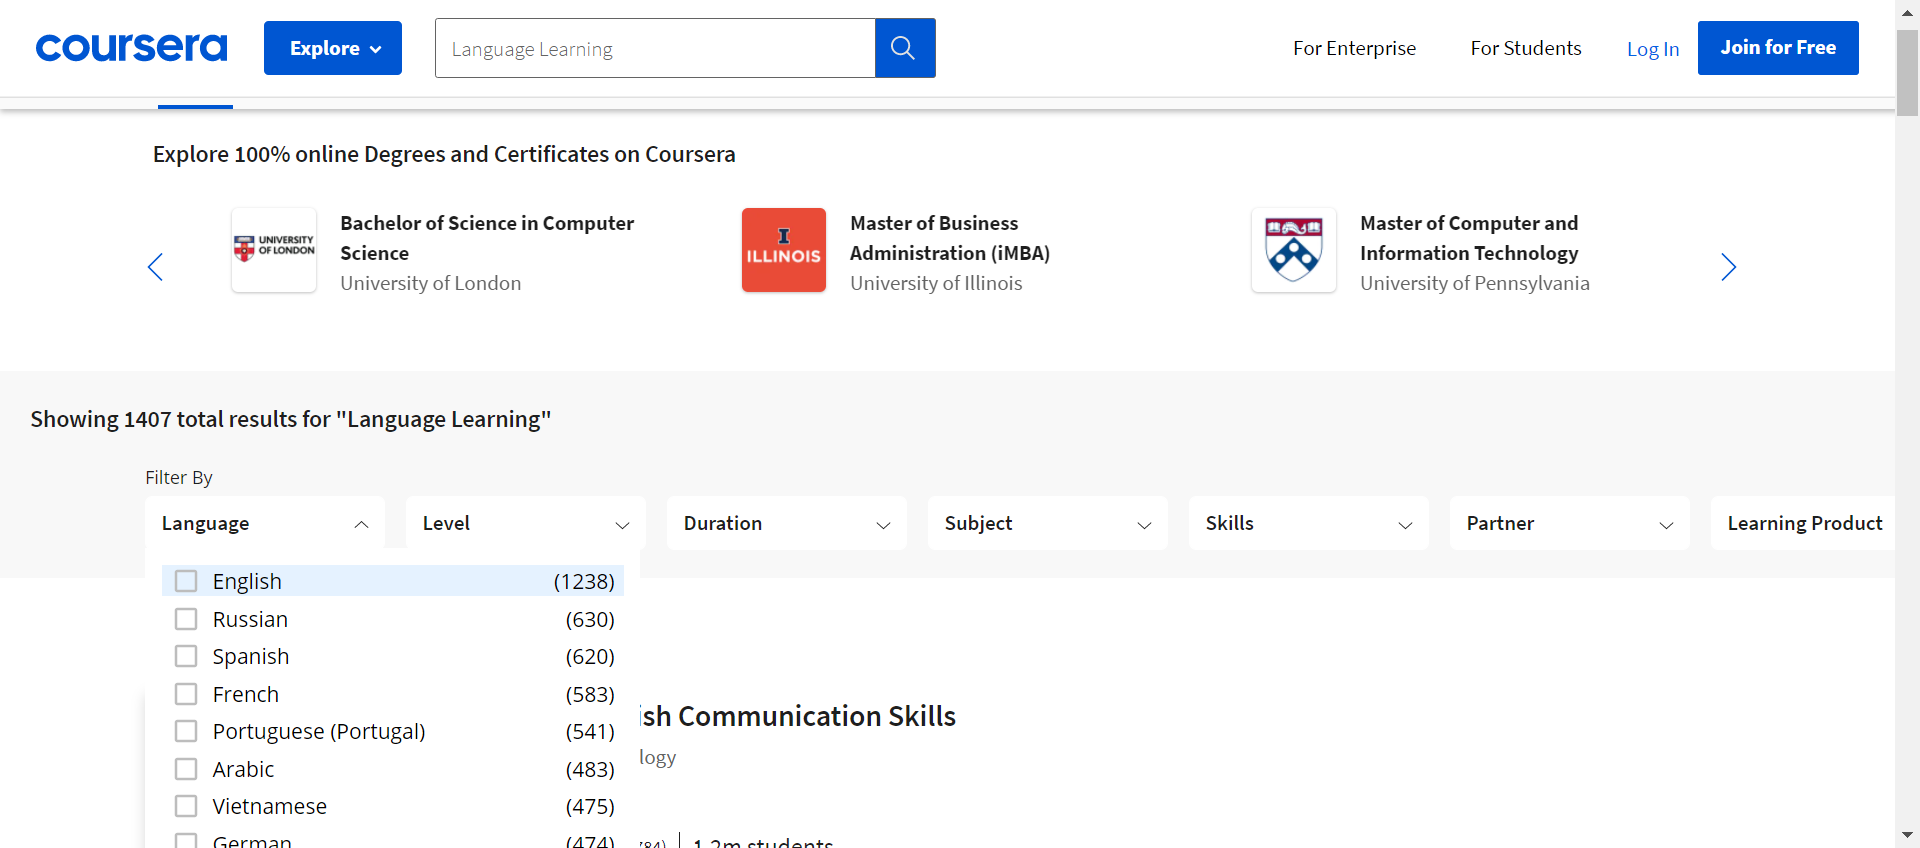 coursera
Explore
Language Learning
For Enterprise
For Students
Log In
Join for Free
Explore 100% online Degrees and Certificates on Coursera
UNIVERSITY
OF LONDON
Bachelor of Science in Computer
Science
University of London
I
ILLINOIS
Master of Business
Administration (iMBA)
University of Illinois
Master of Computer and
Information Technology
University of Pennsylvania
Showing 1407 total results for "Language Learning"
Filter By
Language
Level
Duration
Subject
Skills
Partner
Learning Product
English (1238)
Russian (630)
Spanish (620)
French (583)
Portuguese (Portugal) (541)
Arabic (483)
Vietnamese (475)
German (474)
ish Communication Skills
logy
784) 1.2m students